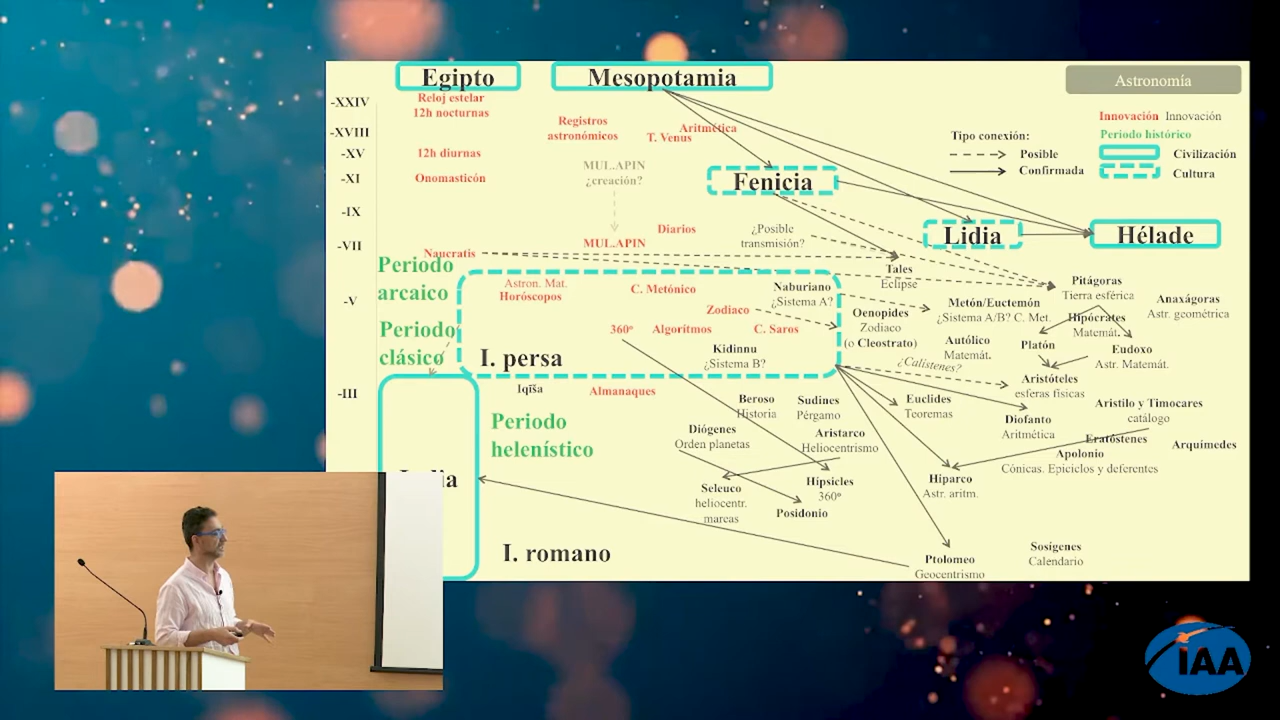 Egipto
Mesopotamia
Astronomía
-XXIV
Reloj estelar
12h nocturnas
Innovación Innovación
Periodo histórico
Tipo conexión:
Posible
Confirmada
Civilización
Cultura
-XVIII
Registros
astronómicos
T. Venus
Aritmética
-XV
12h diurnas
MUL.APIN
¿creación?
-XI
Onomasticón
Fenicia
-IX
Lidia
Hélade
-VII
Diarios
MUL.APIN
¿Posible
transmisión?
Naucratis
Periodo
arcaico
Tales
Eclipse
Pitágoras
Tierra esférica
Anaxágoras
Astr. geométrica
-V
Astron. Mat.
Horóscopos
C. Metónico
Naburiano
¿Sistema A?
Zodiaco
360º
Algorítmos
C. Saros
Oenopides
Zodiaco
(o Cleostrato)
Metón/Euctemón
¿Sistema A/B? C. Met.
Hipócrates
Matemát.
Periodo
clásico
I. persa
Kidinnu
¿Sistema B?
Autólico
Matemát.
Platón
Eudoxo
Astr. Matemát.
¿Calístenes?
Aristóteles
esferas físicas
-III
Iqīša
Almanaques
Beroso
Historia
Sudines
Pérgamo
Euclides
Teoremas
Diofanto
Aritmética
Aristilo y Timocares
catálogo
Periodo
helenístico
Diógenes
Orden planetas
Aristarco
Heliocentrismo
Eratóstenes
Arquímedes
Apolonio
Cónicas. Epiciclos y deferentes
Seleuco
heliocentr.
mareas
Hipsicles
360º
Posidonio
Hiparco
Astr. aritm.
ia
I. romano
Ptolomeo
Geocentrismo
Sosígenes
Calendario
IAA